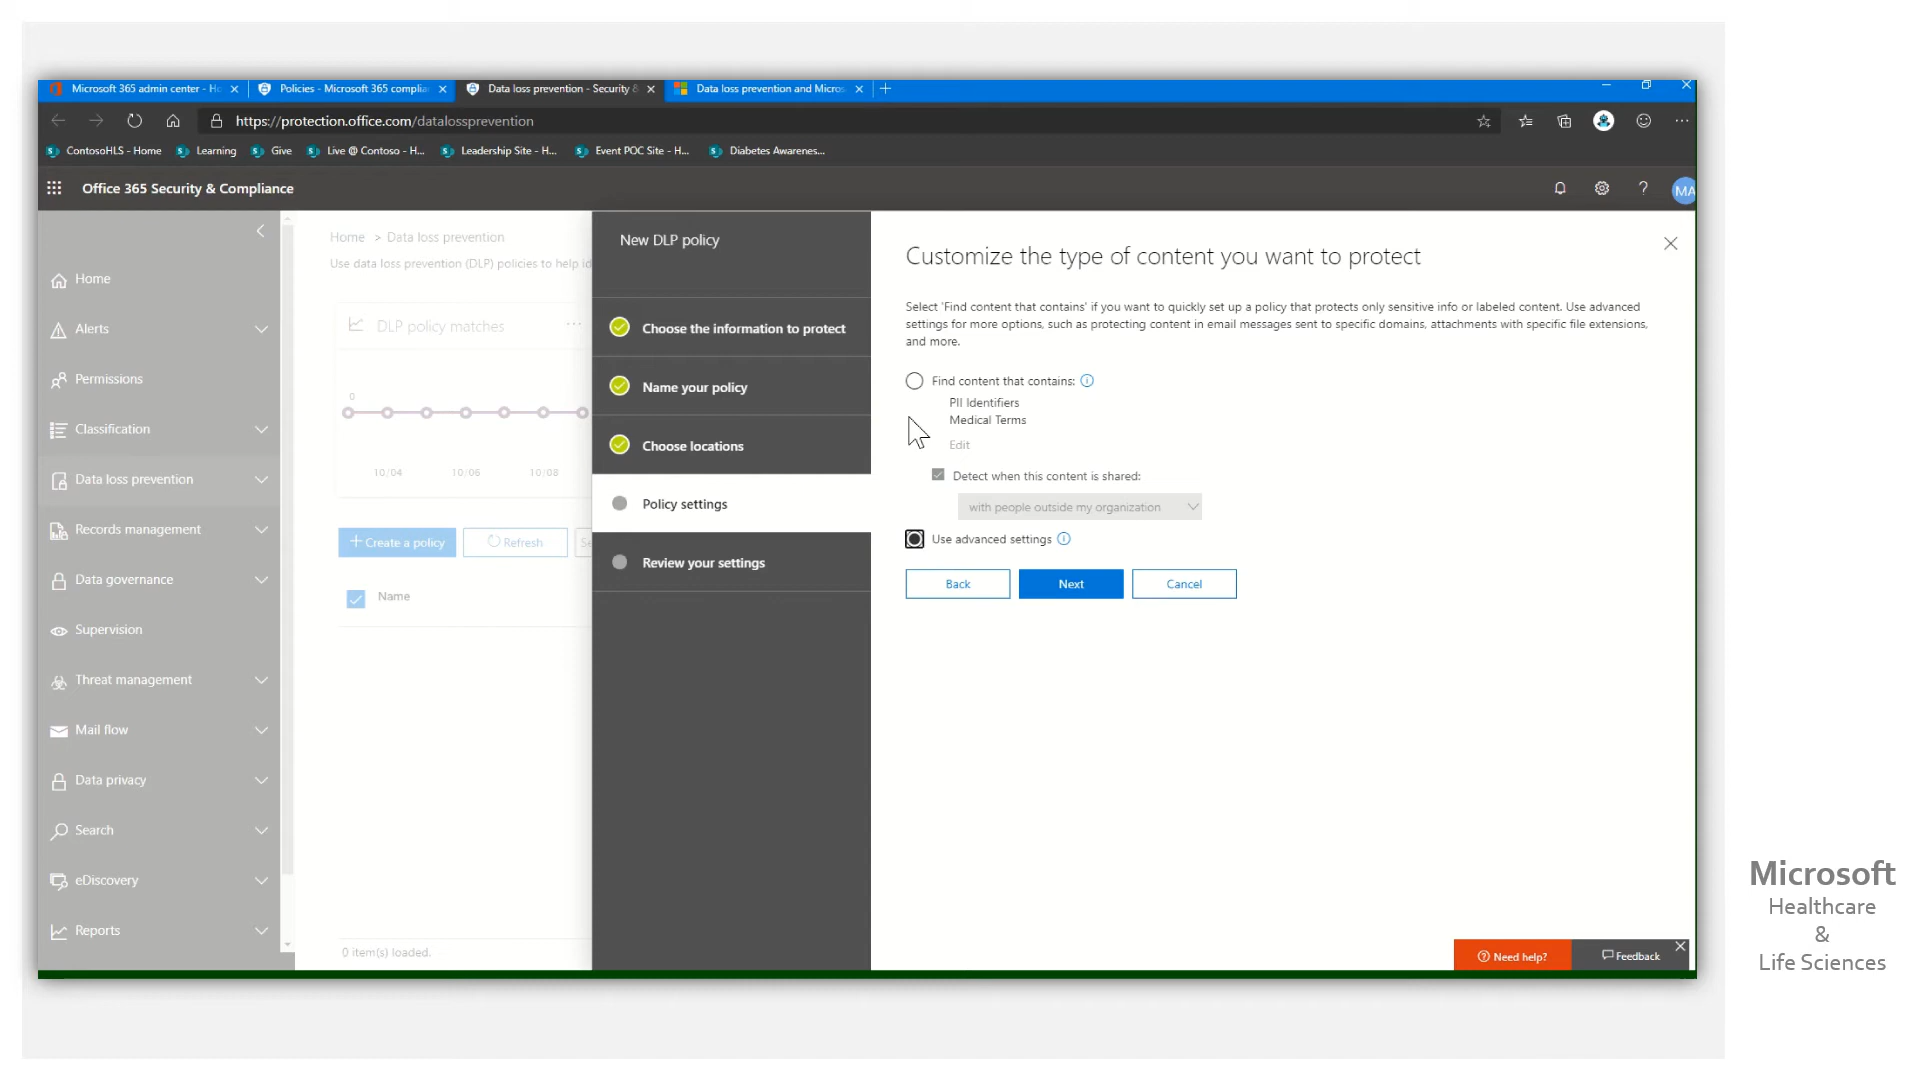 Microsoft 365 admin center - Ho
Policies - Microsoft 365 complia
Data loss prevention - Security &
Data loss prevention and Micros
https://protection.office.com/datalossprevention
ContosoHLS - Home
Learning
Give
Live @ Contoso - H...
Leadership Site - H...
Event POC Site - H...
Diabetes Awarenes...
Office 365 Security & Compliance
MA
Home
Alerts
Permissions
Classification
Data loss prevention
Records management
Data governance
Supervision
Threat management
Mail flow
Data privacy
Search
eDiscovery
Reports
Home > Data loss prevention
Use data loss prevention (DLP) policies to help id
DLP policy matches
0
10/04 10/06 10/08
Create a policy
Refresh
Se
Name
0 item(s) loaded.
New DLP policy
Choose the information to protect
Name your policy
Choose locations
Policy settings
Review your settings
Customize the type of content you want to protect
Select 'Find content that contains' if you want to quickly set up a policy that protects only sensitive info or labeled content. Use advanced
settings for more options, such as protecting content in email messages sent to specific domains, attachments with specific file extensions,
and more.
Find content that contains:
PII Identifiers
Medical Terms
Edit
Detect when this content is shared:
with people outside my organization
Use advanced settings
Back
Next
Cancel
Need help?
Feedback
Microsoft
Healthcare
&
Life Sciences